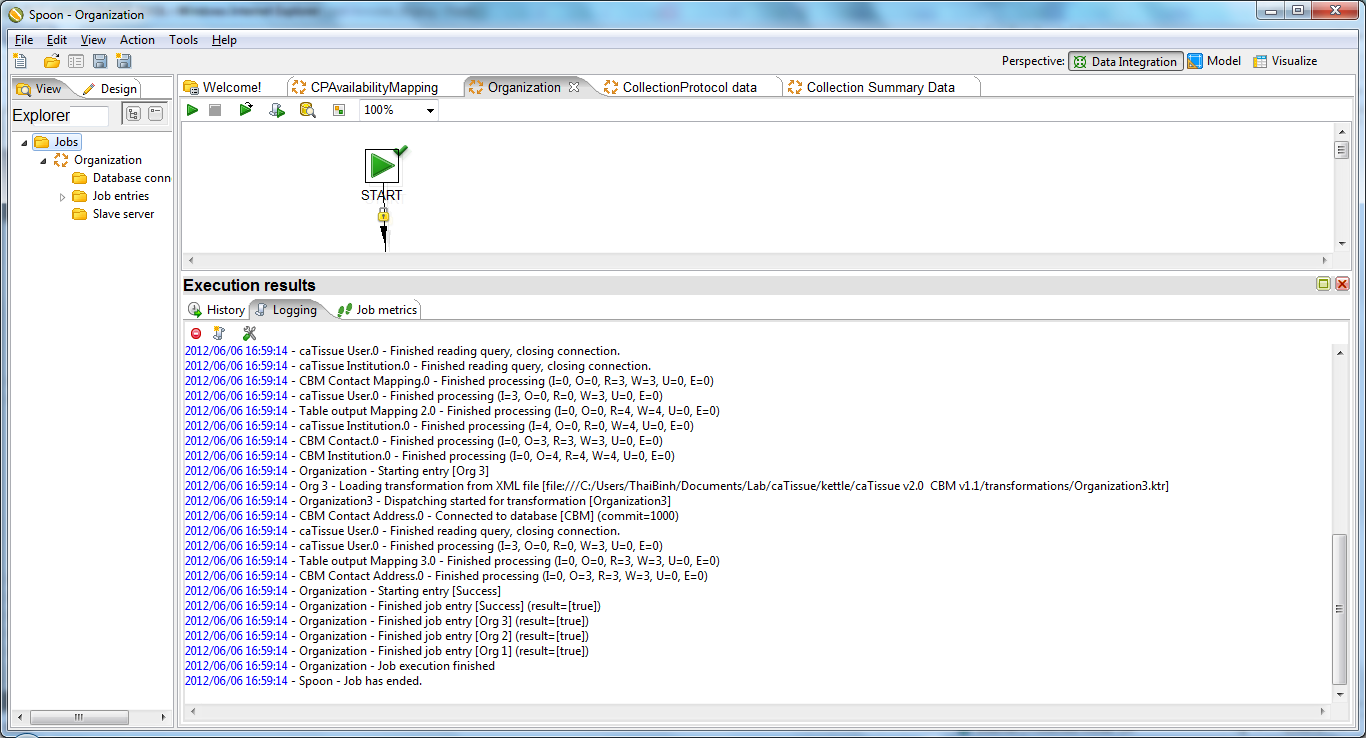 Spoon - Organization
File Edit View Action Tools Help
Perspective: Data Integration Model Visualize
View Design
Welcome! CPAvailabilityMapping Organization CollectionProtocol data Collection Summary Data
100%
Explorer
Jobs
Organization
Database conn
Job entries
Slave server
START
Execution results
History Logging Job metrics
2012/06/06 16:59:14 - caTissue User.0 - Finished reading query, closing connection.
2012/06/06 16:59:14 - caTissue Institution.0 - Finished reading query, closing connection.
2012/06/06 16:59:14 - CBM Contact Mapping.0 - Finished processing (I=0, O=0, R=3, W=3, U=0, E=0)
2012/06/06 16:59:14 - caTissue User.0 - Finished processing (I=3, O=0, R=0, W=3, U=0, E=0)
2012/06/06 16:59:14 - Table output Mapping 2.0 - Finished processing (I=0, O=0, R=4, W=4, U=0, E=0)
2012/06/06 16:59:14 - caTissue Institution.0 - Finished processing (I=4, O=0, R=0, W=4, U=0, E=0)
2012/06/06 16:59:14 - CBM Contact.0 - Finished processing (I=0, O=3, R=3, W=3, U=0, E=0)
2012/06/06 16:59:14 - CBM Institution.0 - Finished processing (I=0, O=4, R=4, W=4, U=0, E=0)
2012/06/06 16:59:14 - Organization - Starting entry [Org 3]
2012/06/06 16:59:14 - Org 3 - Loading transformation from XML file [file:///C:/Users/ThaiBinh/Documents/Lab/caTissue/kettle/caTissue v2.0  CBM v1.1/transformations/Organization3.ktr]
2012/06/06 16:59:14 - Organization3 - Dispatching started for transformation [Organization3]
2012/06/06 16:59:14 - CBM Contact Address.0 - Connected to database [CBM] (commit=1000)
2012/06/06 16:59:14 - caTissue User.0 - Finished reading query, closing connection.
2012/06/06 16:59:14 - caTissue User.0 - Finished processing (I=3, O=0, R=0, W=3, U=0, E=0)
2012/06/06 16:59:14 - Table output Mapping 3.0 - Finished processing (I=0, O=0, R=3, W=3, U=0, E=0)
2012/06/06 16:59:14 - CBM Contact Address.0 - Finished processing (I=0, O=3, R=3, W=3, U=0, E=0)
2012/06/06 16:59:14 - Organization - Starting entry [Success]
2012/06/06 16:59:14 - Organization - Finished job entry [Success] (result=[true])
2012/06/06 16:59:14 - Organization - Finished job entry [Org 3] (result=[true])
2012/06/06 16:59:14 - Organization - Finished job entry [Org 2] (result=[true])
2012/06/06 16:59:14 - Organization - Finished job entry [Org 1] (result=[true])
2012/06/06 16:59:14 - Organization - Job execution finished
2012/06/06 16:59:14 - Spoon - Job has ended.